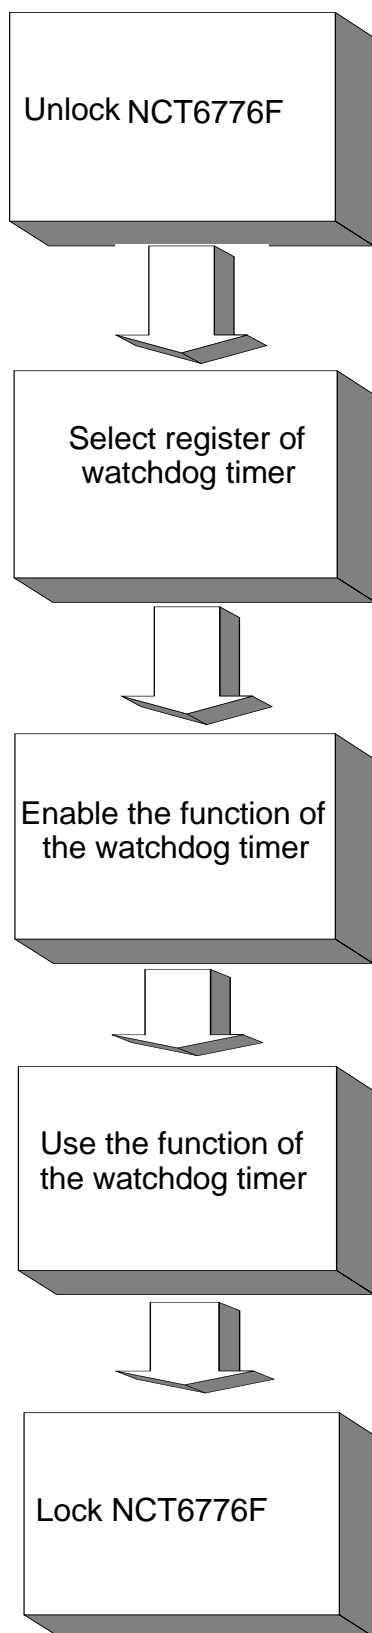 Unlock NCT6776F
Select register of
watchdog timer
Enable the function of
the watchdog timer
Use the function of
the watchdog timer
Lock NCT6776F